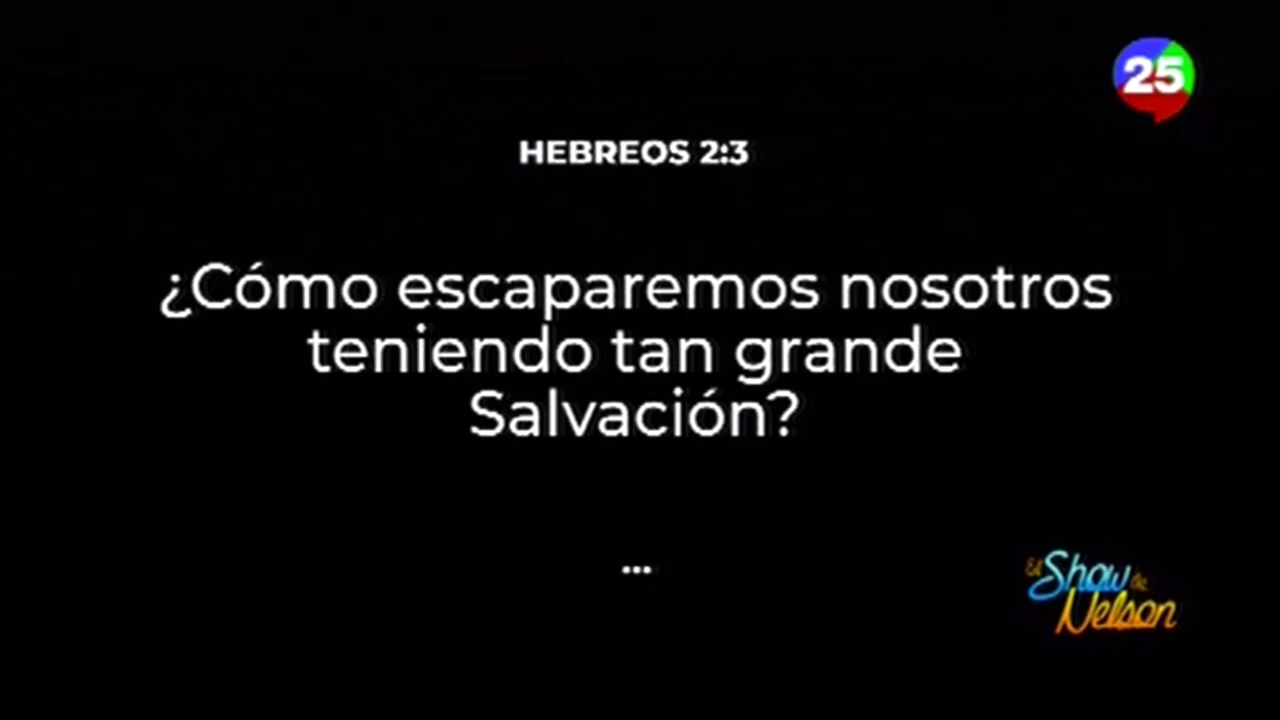 25
HEBREOS 2:3
¿Cómo escaparemos nosotros
teniendo tan grande
Salvación?
...
El Show de
Nelson